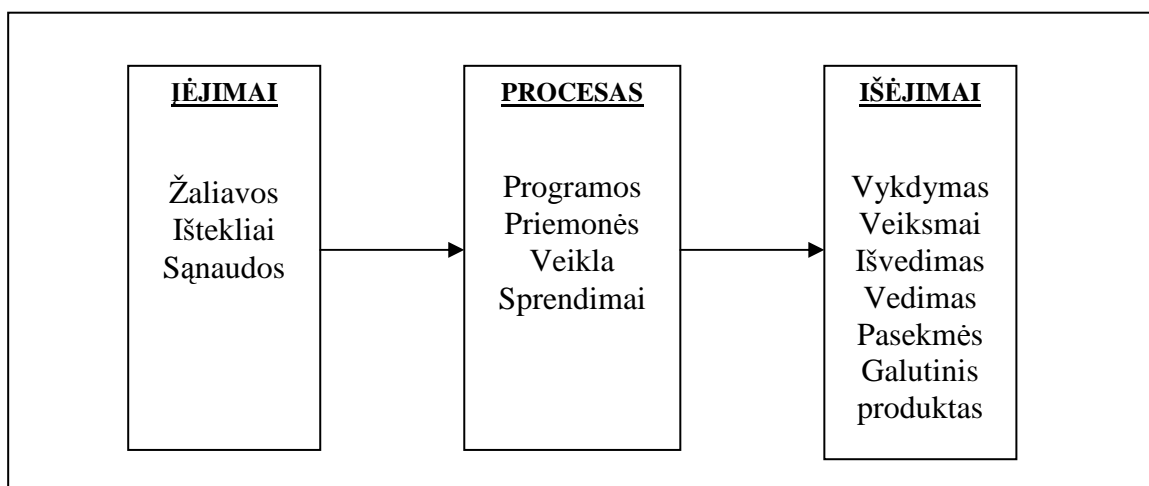 ĮĖJIMAI
Žaliavos
Ištekliai
Sąnaudos
PROCESAS
Programos
Priemonės
Veikla
Sprendimai
IŠĖJIMAI
Vykdymas
Veiksmai
Išvedimas
Vedimas
Pasekmės
Galutinis
produktas